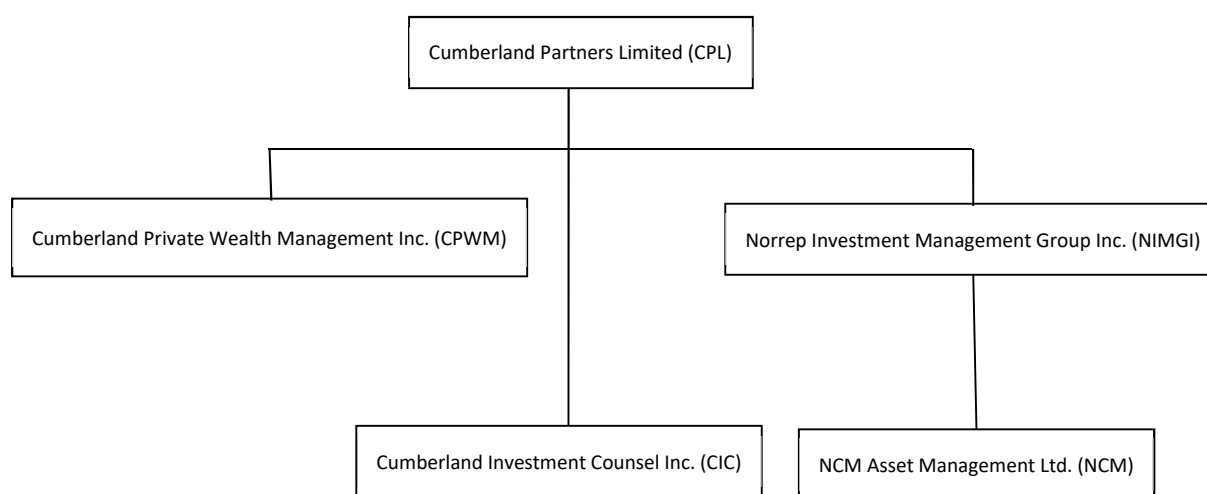 Cumberland Partners Limited (CPL)
Cumberland Private Wealth Management Inc. (CPWM)
Norrep Investment Management Group Inc. (NIMGI)
Cumberland Investment Counsel Inc. (CIC)
NCM Asset Management Ltd. (NCM)